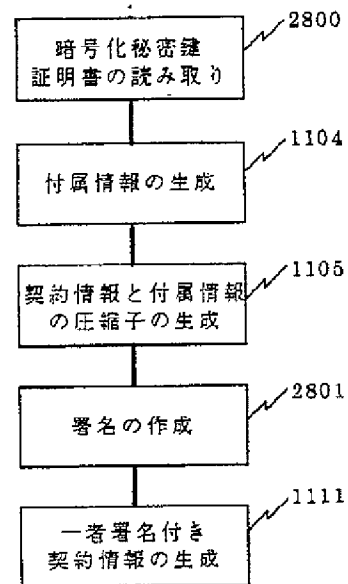 2800
暗号化秘密鍵
証明書の読み取り
1104
付属情報の生成
1105
契約情報と付属情報
の圧縮子の生成
2801
署名の作成
1111
一者署名付き
契約情報の生成